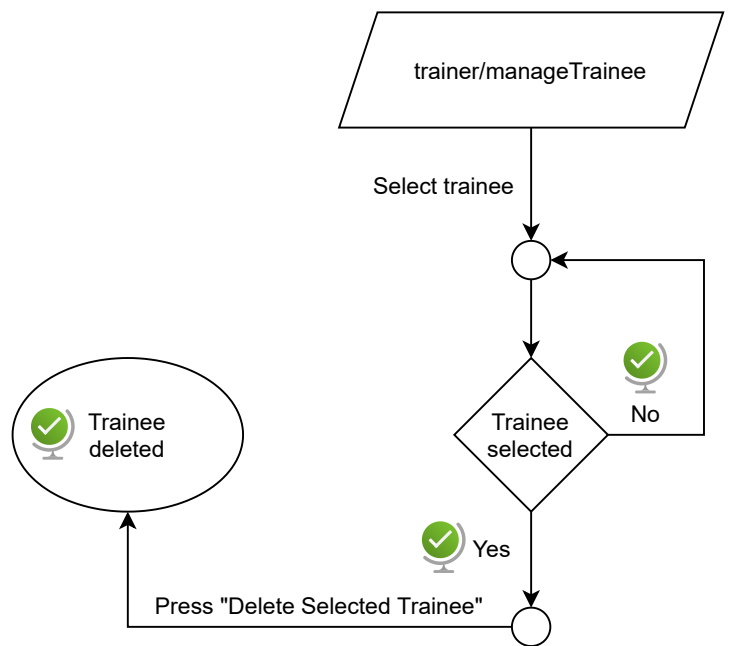 trainer/manageTrainee
Select trainee
Trainee
selected
No
Yes
Press "Delete Selected Trainee"
Trainee
deleted